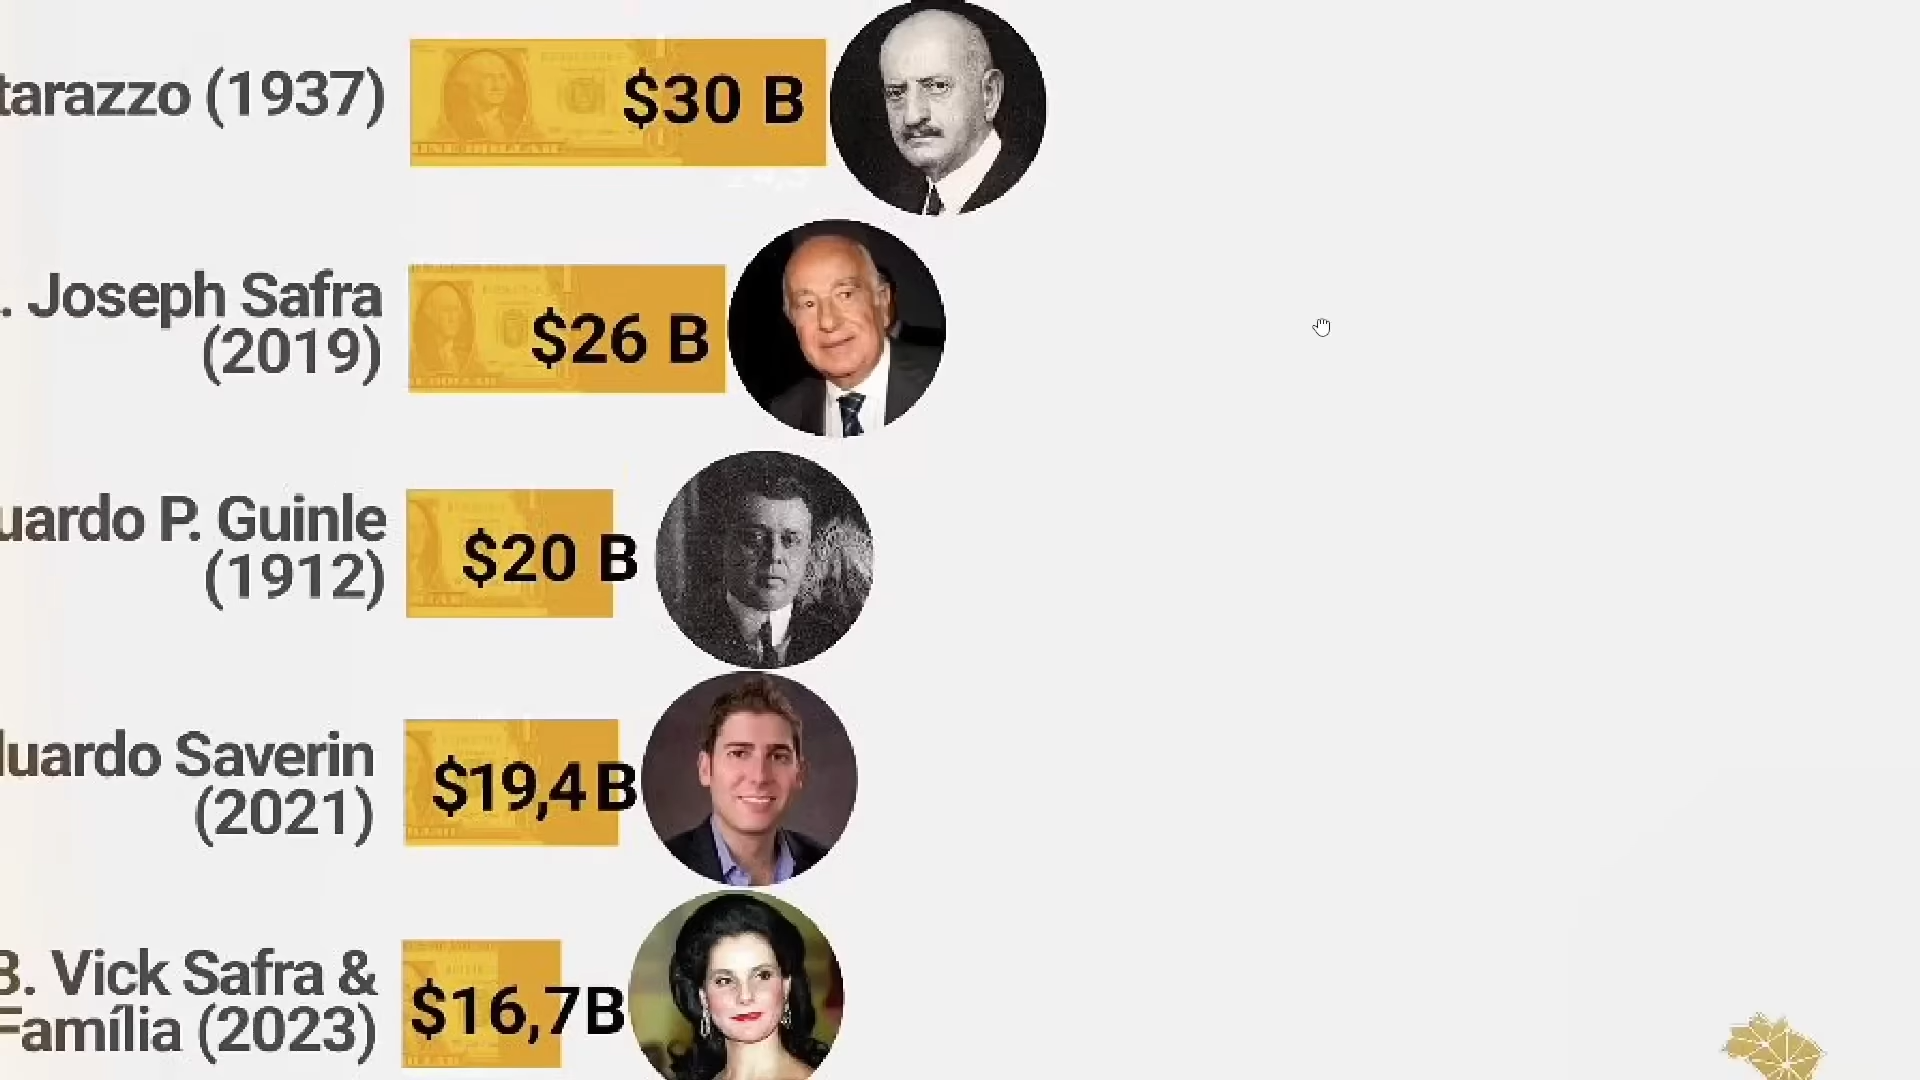 tarazzo (1937)
$30 B
. Joseph Safra
(2019)
$26 B
uardo P. Guinle
(1912)
$20 B
duardo Saverin
(2021)
$19,4 B
3. Vick Safra &
Família (2023)
$16,7B